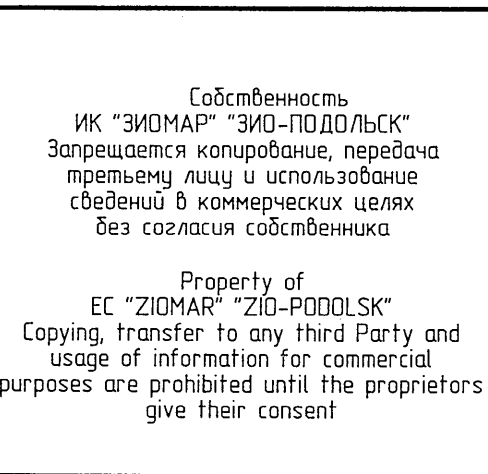 Собственность
ИК "ЗИОМАР" "ЗИО-ПОДОЛЬСК"
Запрещается копирование, передача
третьему лицу и использование
сведений в коммерческих целях
без согласия собственника
Property of
EC "ZIOMAR" "ZIO-PODOLSK"
Copying, transfer to any third Party and
usage of information for commercial
purposes are prohibited until the proprietors
give their consent